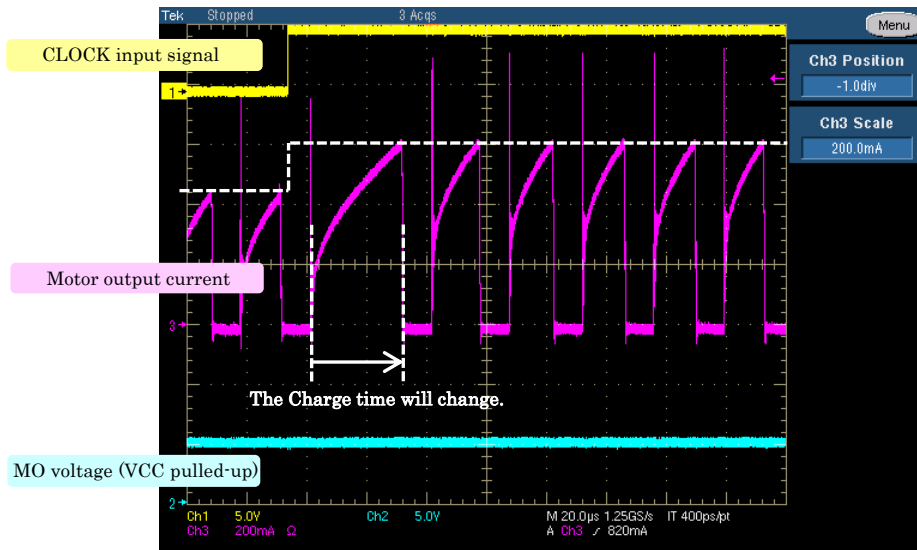 Tek Stopped 3 Acqs
Menu
CLOCK input signal
Ch3 Position
-1.0div
1
Ch3 Scale
200.0mA
Motor output current
3
The Charge time will change.
MO voltage (VCC pulled-up)
2
Ch1 5.0V Ch2 5.0V M 20.0µs 1.25GS/s IT 400ps/pt
Ch3 200mA Ω A Ch3 ∕ 820mA